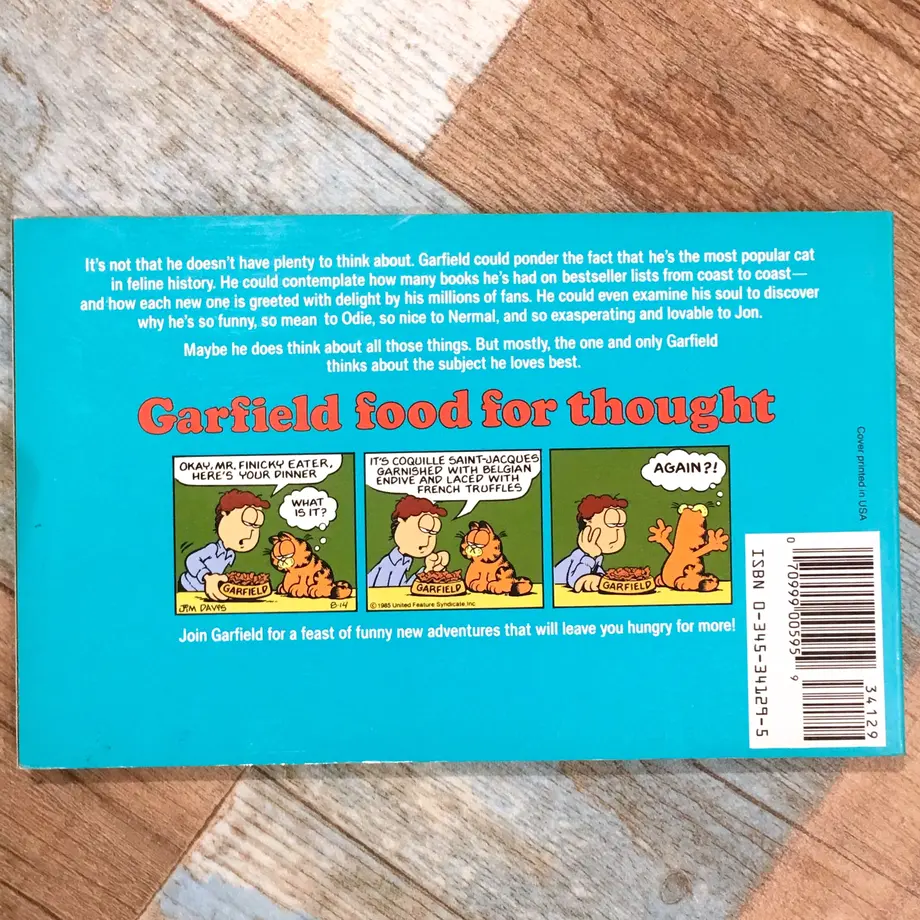 It's not that he doesn't have plenty to think about. Garfield could ponder the fact that he's the most popular cat
in feline history. He could contemplate how many books he's had on bestseller lists from coast to coast—
and how each new one is greeted with delight by his millions of fans. He could even examine his soul to discover
why he's so funny, so mean to Odie, so nice to Nermal, and so exasperating and lovable to Jon.
Maybe he does think about all those things. But mostly, the one and only Garfield
thinks about the subject he loves best.
Garfield food for thought
OKAY, MR. FINICKY EATER,
HERE'S YOUR DINNER
WHAT
IS IT?
GARFIELD
JIM DAVIS
8-14
IT'S COQUILLE SAINT-JACQUES
GARNISHED WITH BELGIAN
ENDIVE AND LACED WITH
FRENCH TRUFFLES
GARFIELD
© 1985 United Feature Syndicate, Inc.
AGAIN?!
GARFIELD
Join Garfield for a feast of funny new adventures that will leave you hungry for more!
Cover printed in USA
0 70999 00595 9
34129
ISBN 0-345-34129-5